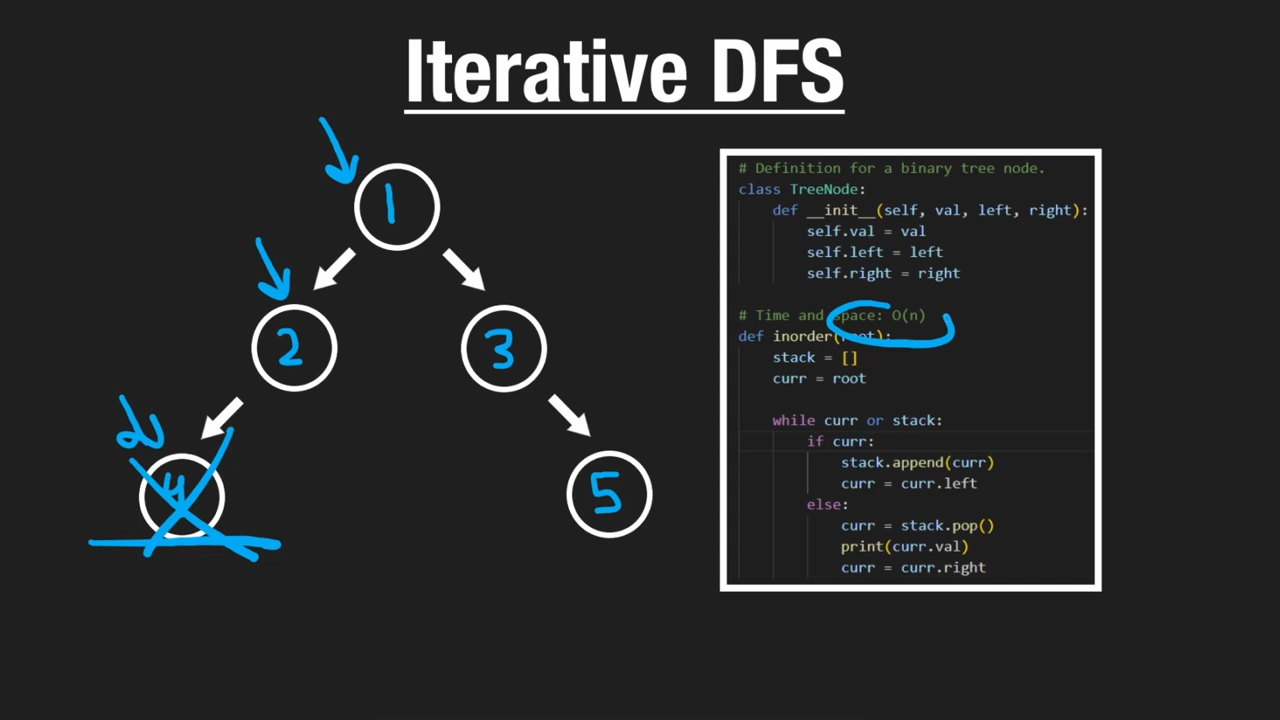 Iterative DFS
1
2
3
4
5
# Definition for a binary tree node.
class TreeNode:
    def __init__(self, val, left, right):
        self.val = val
        self.left = left
        self.right = right

# Time and space: O(n)
def inorder(root):
    stack = []
    curr = root

    while curr or stack:
        if curr:
            stack.append(curr)
            curr = curr.left
        else:
            curr = stack.pop()
            print(curr.val)
            curr = curr.right